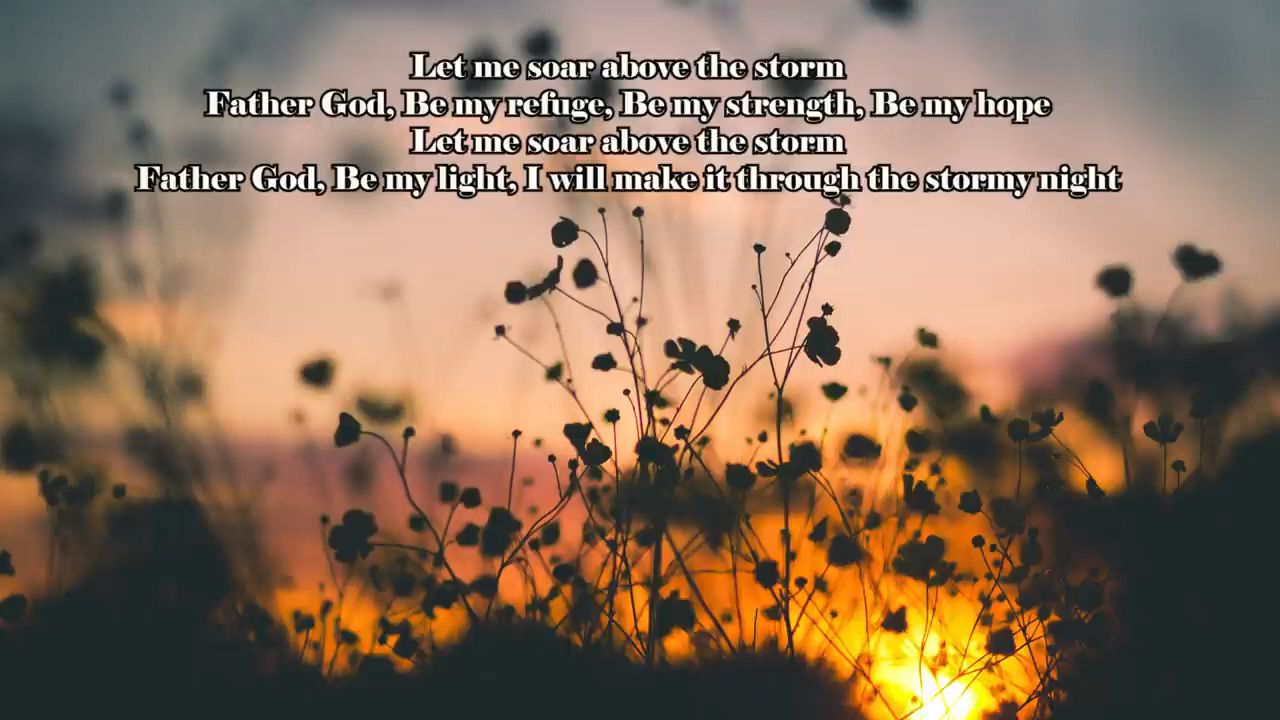 Let me soar above the storm
Father God, Be my refuge, Be my strength, Be my hope
Let me soar above the storm
Father God, Be my light, I will make it through the stormy night